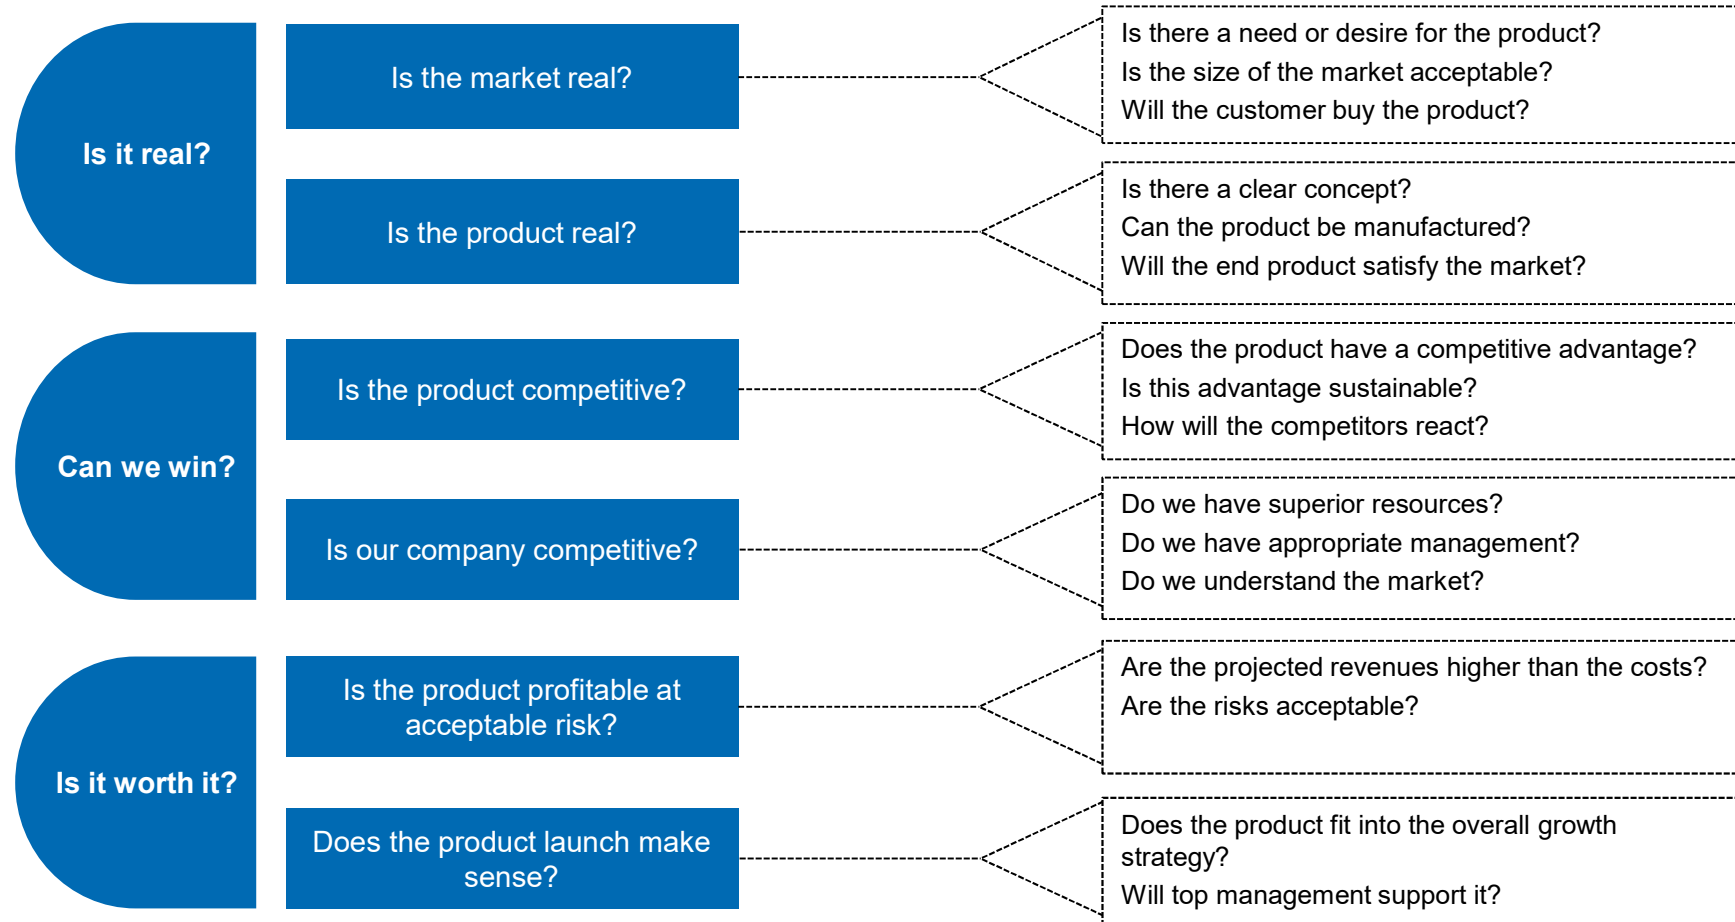 Is it real?
Is the market real?
Is there a need or desire for the product?
Is the size of the market acceptable?
Will the customer buy the product?
Is the product real?
Is there a clear concept?
Can the product be manufactured?
Will the end product satisfy the market?
Can we win?
Is the product competitive?
Does the product have a competitive advantage?
Is this advantage sustainable?
How will the competitors react?
Is our company competitive?
Do we have superior resources?
Do we have appropriate management?
Do we understand the market?
Is it worth it?
Is the product profitable at
acceptable risk?
Are the projected revenues higher than the costs?
Are the risks acceptable?
Does the product launch make
sense?
Does the product fit into the overall growth
strategy?
Will top management support it?